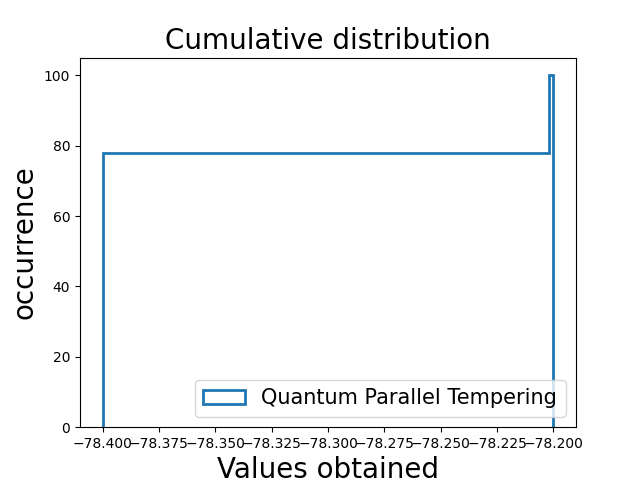 Cumulative distribution
100
80
60
40
20
0
occurrence
Quantum Parallel Tempering
−78.400 −78.375 −78.350 −78.325 −78.300 −78.275 −78.250 −78.225 −78.200
Values obtained